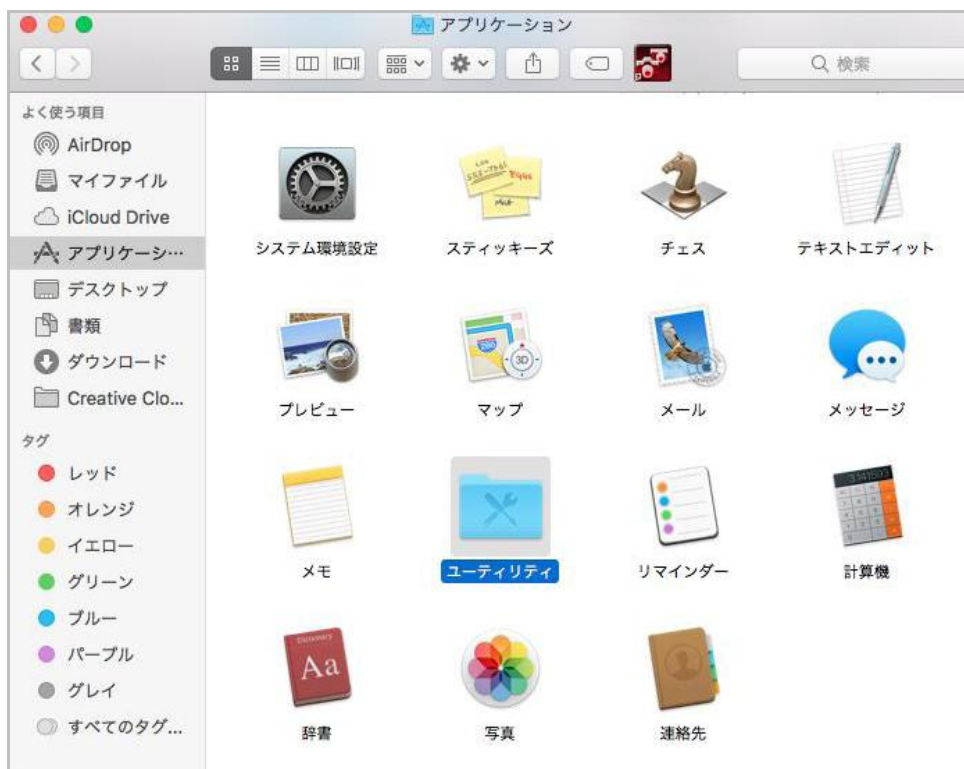 アプリケーション
検索
よく使う項目
AirDrop
マイファイル
iCloud Drive
アプリケーシ…
デスクトップ
書類
ダウンロード
Creative Clo...
タグ
レッド
オレンジ
イエロー
グリーン
ブルー
パープル
グレイ
すべてのタグ...
システム環境設定
スティッキーズ
チェス
テキストエディット
プレビュー
マップ
メール
メッセージ
メモ
ユーティリティ
リマインダー
計算機
Dictionary
Aa
辞書
写真
連絡先
3D
280
Eggs
Milk